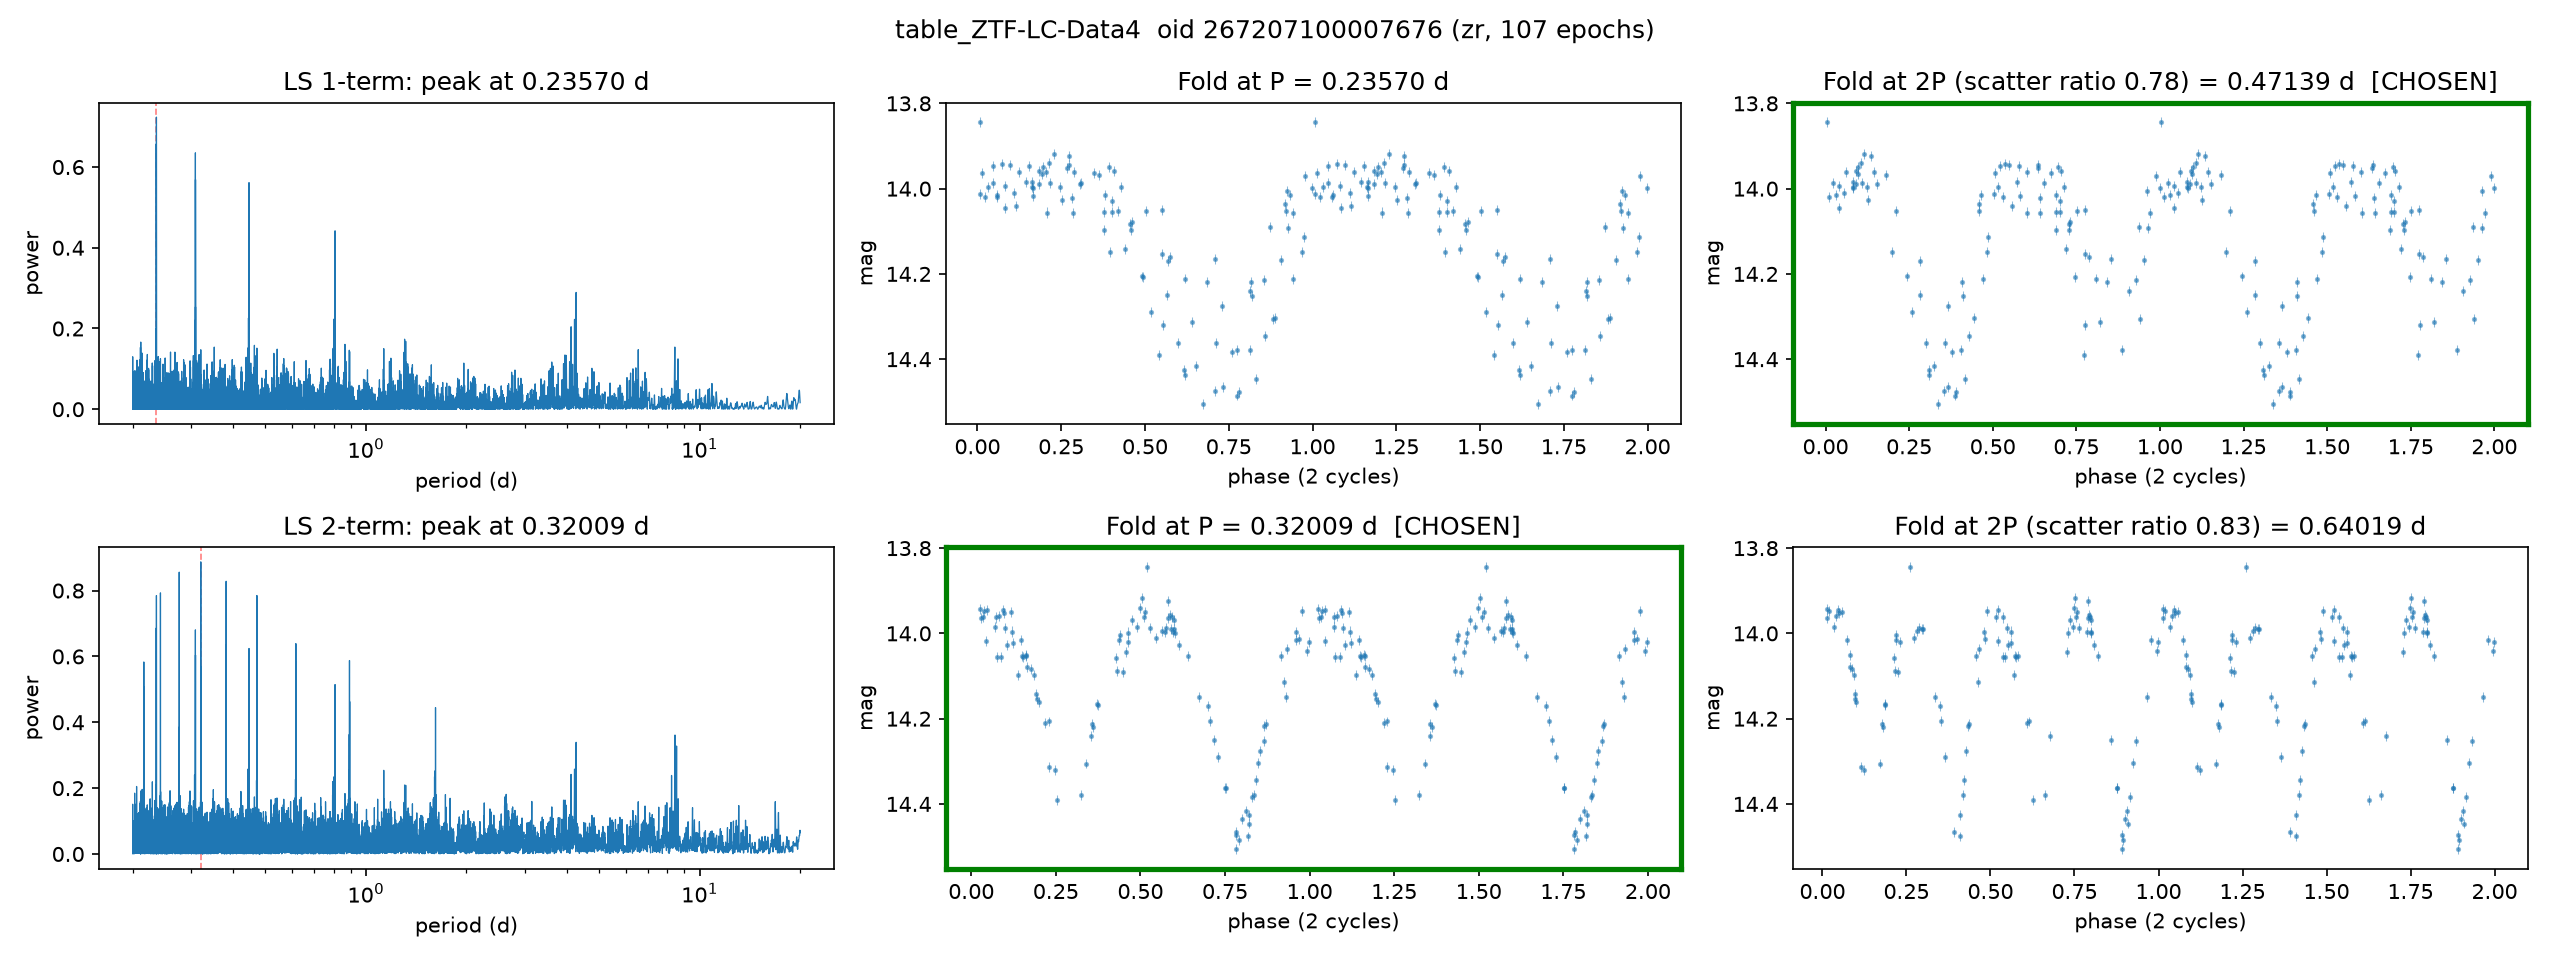 table_ZTF-LC-Data4  oid 267207100007676 (zr, 107 epochs)
LS 1-term: peak at 0.23570 d
power
0.6
0.4
0.2
0.0
10⁰
10¹
period (d)
Fold at P = 0.23570 d
mag
13.8
14.0
14.2
14.4
0.00 0.25 0.50 0.75 1.00 1.25 1.50 1.75 2.00
phase (2 cycles)
Fold at 2P (scatter ratio 0.78) = 0.47139 d  [CHOSEN]
mag
13.8
14.0
14.2
14.4
0.00 0.25 0.50 0.75 1.00 1.25 1.50 1.75 2.00
phase (2 cycles)
LS 2-term: peak at 0.32009 d
power
0.8
0.6
0.4
0.2
0.0
10⁰
10¹
period (d)
Fold at P = 0.32009 d  [CHOSEN]
mag
13.8
14.0
14.2
14.4
0.00 0.25 0.50 0.75 1.00 1.25 1.50 1.75 2.00
phase (2 cycles)
Fold at 2P (scatter ratio 0.83) = 0.64019 d
mag
13.8
14.0
14.2
14.4
0.00 0.25 0.50 0.75 1.00 1.25 1.50 1.75 2.00
phase (2 cycles)